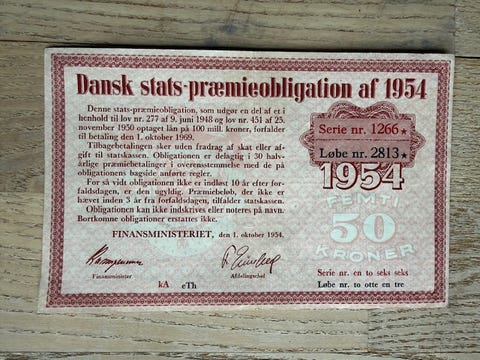 Dansk stats-præmieobligation af 1954
Denne stats-præmieobligation, som udgør en del af et i
henhold til lov nr. 277 af 9. juni 1948 og lov nr. 451 af 25.
november 1950 optaget lån på 100 mill. kroner, forfalder
til betaling den 1. oktober 1969.
Tilbagebetalingen sker uden fradrag af skat eller af-
gift til statskassen. Obligationen er delagtig i 30 halv-
årlige præmiebetalinger i overensstemmelse med de på
obligationens bagside anførte regler.
For så vidt obligationen ikke er indløst 10 år efter for-
faldsdagen, er den ugyldig. Præmiebeløb, der ikke er
hævet inden 3 år fra forfaldsdagen, tilfalder statskassen.
Obligationen kan ikke indskrives eller noteres på navn.
Bortkomne obligationer erstattes ikke.
FINANSMINISTERIET, den 1. oktober 1954.
Finansminister
Afdelingschef
kA eTh
Serie nr. 1266★
Løbe nr. 2813★
1954
FEMTI
50
KRONER
Serie nr. en to seks seks
Løbe nr. to otte en tre